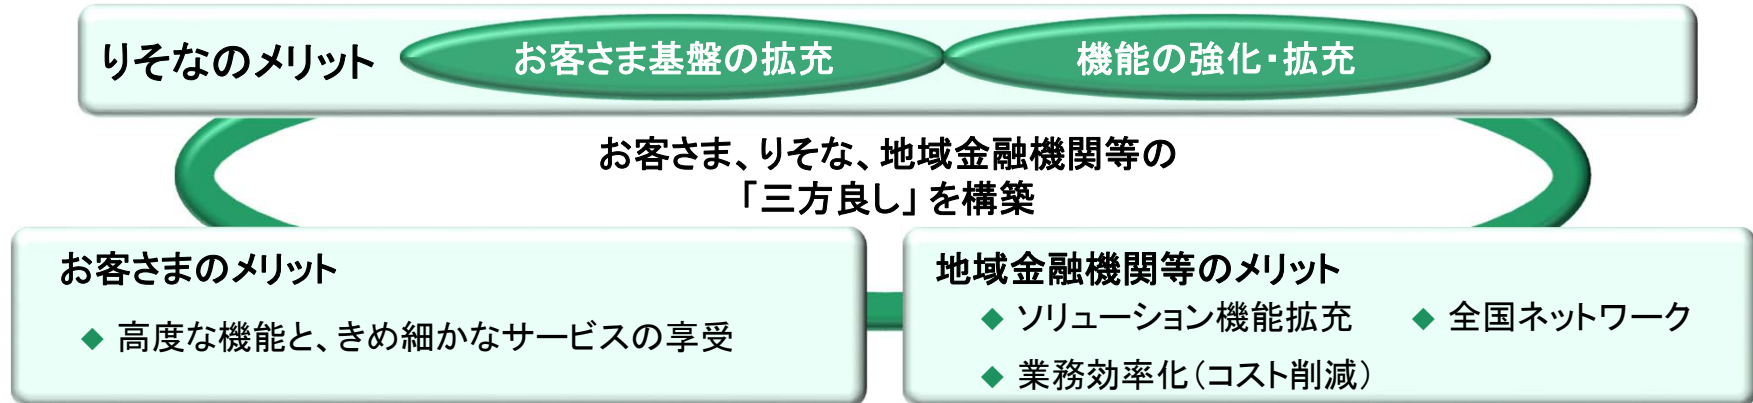 りそなのメリット
お客さま基盤の拡充
機能の強化・拡充
お客さま、りそな、地域金融機関等の
「三方良し」を構築
お客さまのメリット
◆ 高度な機能と、きめ細かなサービスの享受
地域金融機関等のメリット
◆ ソリューション機能拡充 ◆ 全国ネットワーク
◆ 業務効率化（コスト削減）